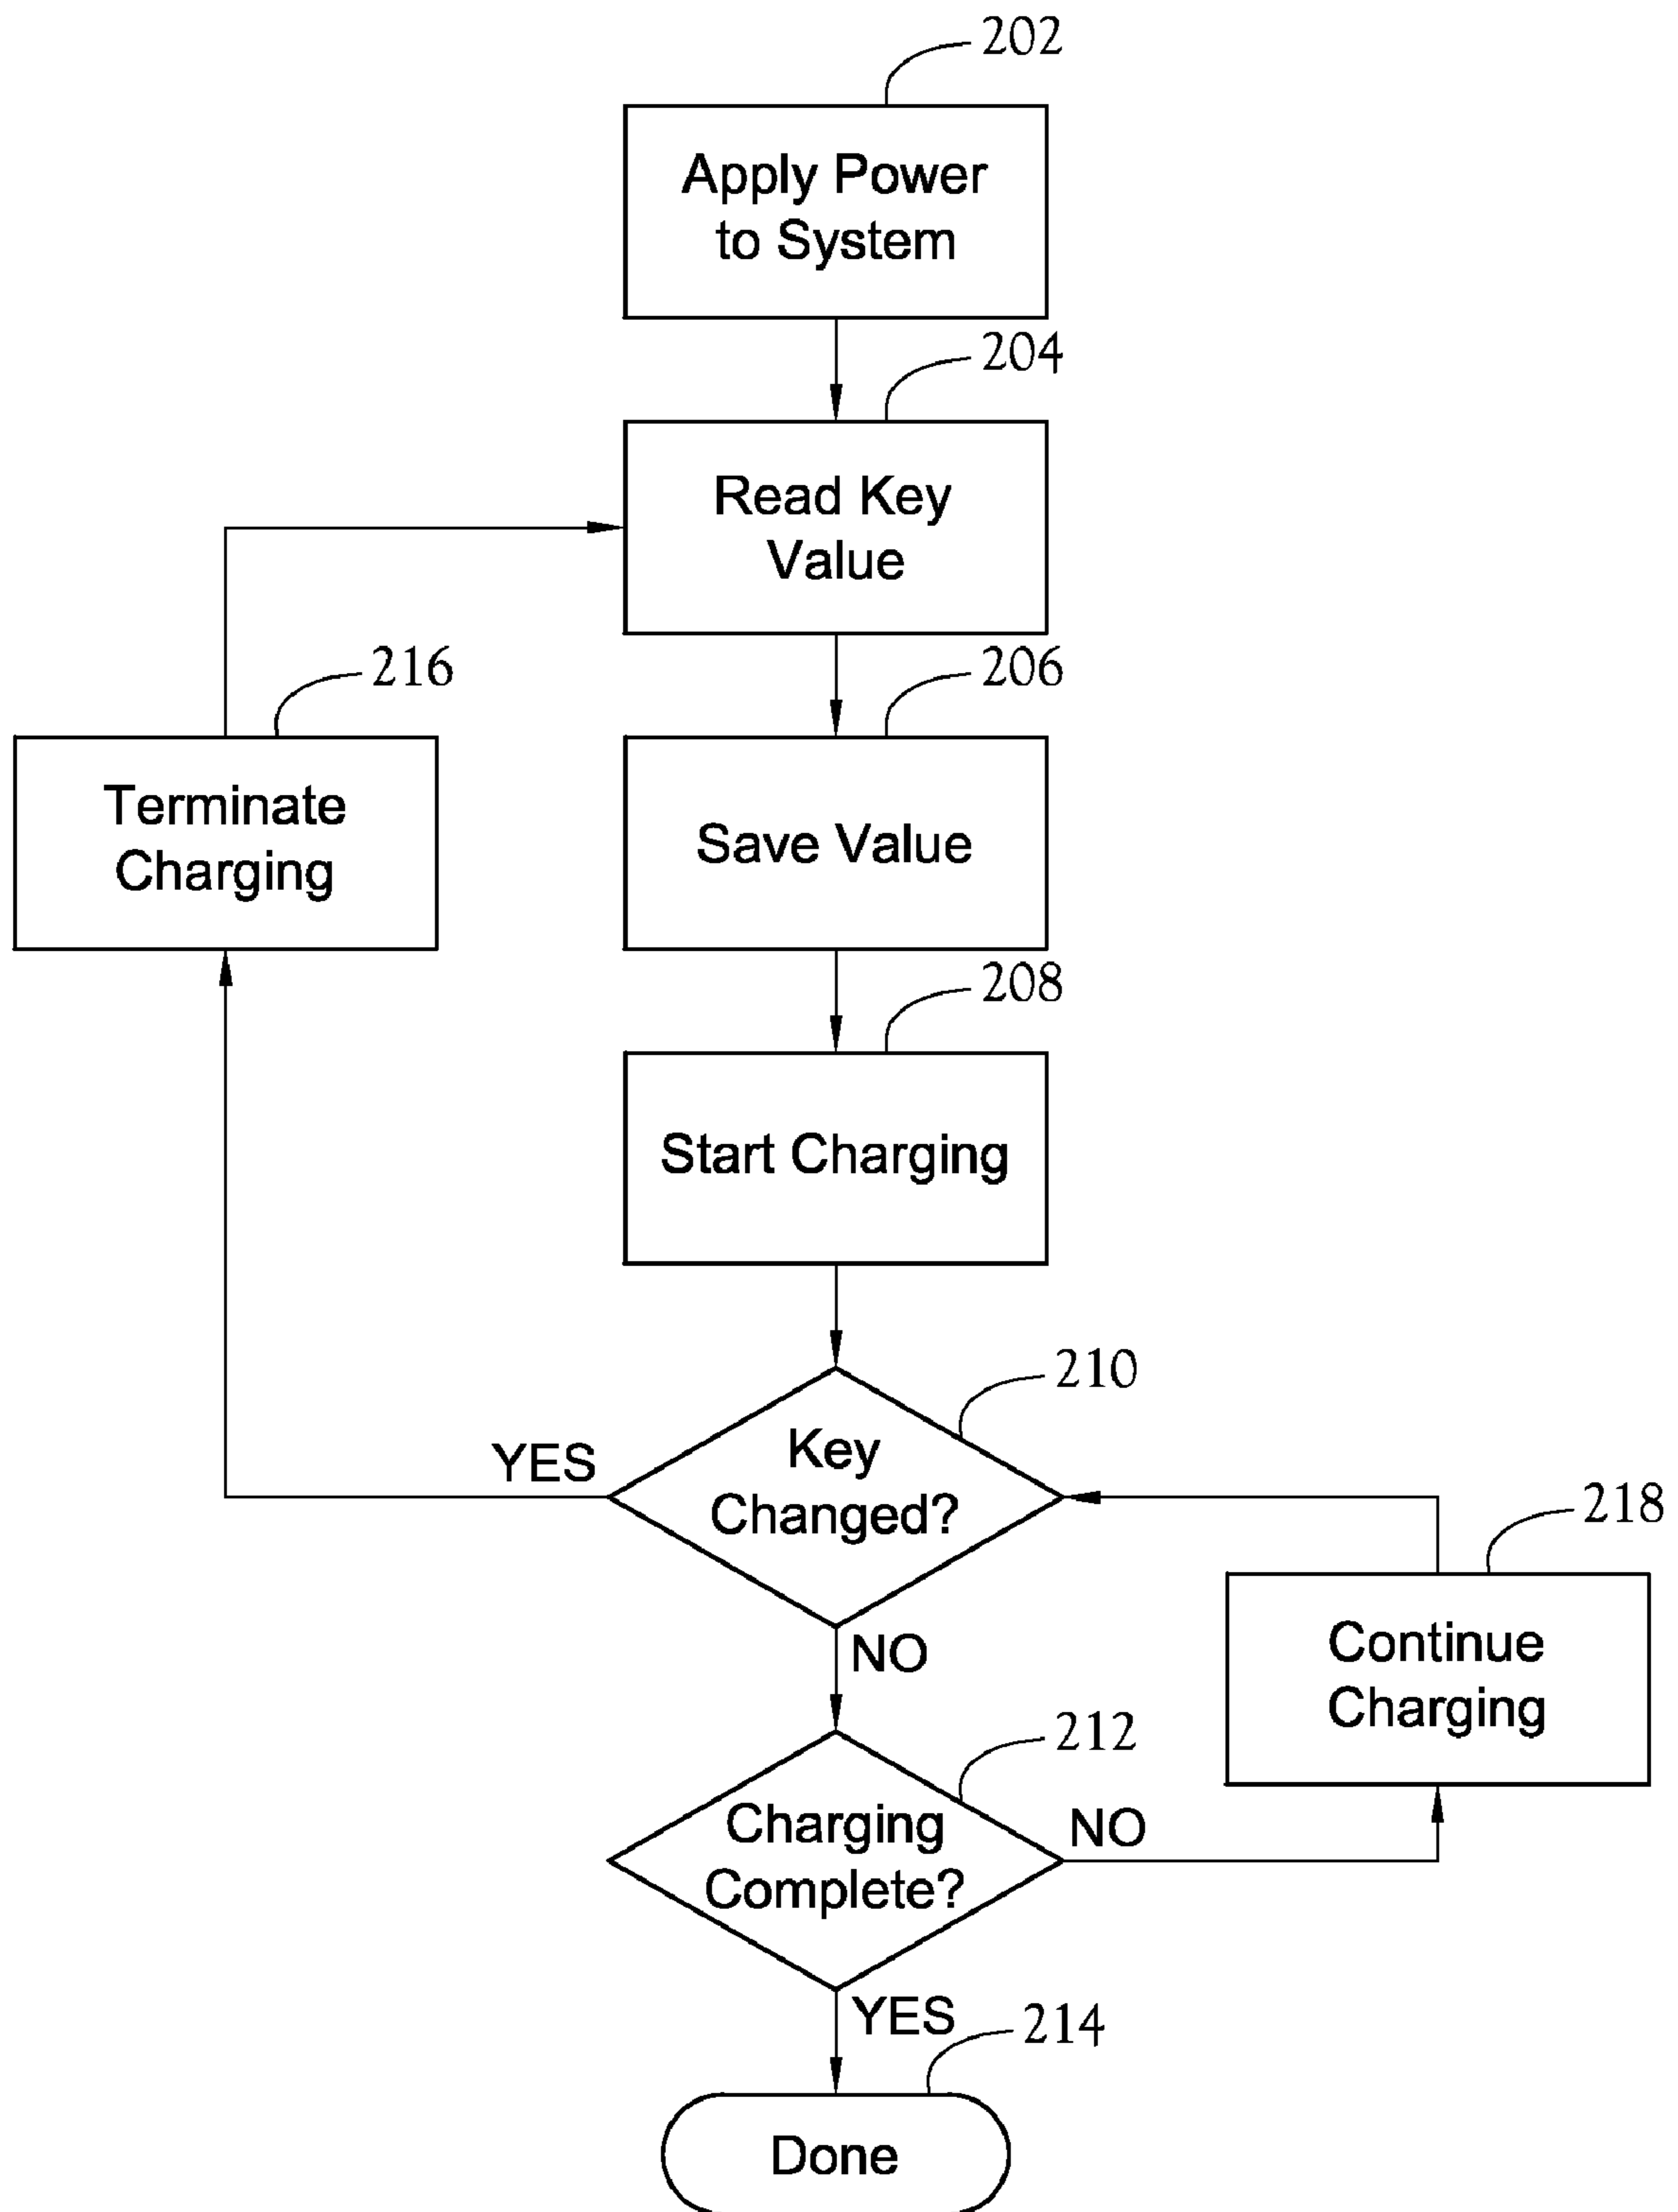 202
Apply Power
to System
204
Read Key
Value
216
206
Terminate
Charging
Save Value
208
Start Charging
210
YES
Key
Changed?
218
NO
Continue
Charging
212
Charging
Complete?
NO
YES
214
Done